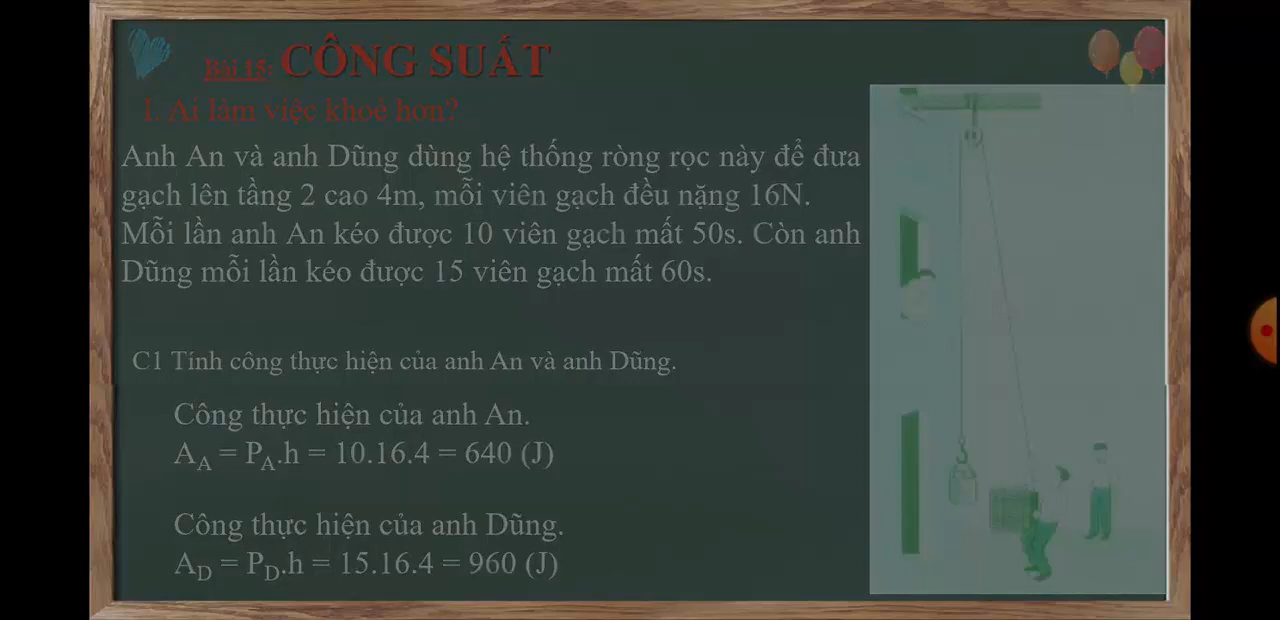 Bài 15: CÔNG SUẤT
I. Ai làm việc khoẻ hơn?
Anh An và anh Dũng dùng hệ thống ròng rọc này để đưa
gạch lên tầng 2 cao 4m, mỗi viên gạch đều nặng 16N.
Mỗi lần anh An kéo được 10 viên gạch mất 50s. Còn anh
Dũng mỗi lần kéo được 15 viên gạch mất 60s.
C1 Tính công thực hiện của anh An và anh Dũng.
Công thực hiện của anh An.
A_A = P_A.h = 10.16.4 = 640 (J)
Công thực hiện của anh Dũng.
A_D = P_D.h = 15.16.4 = 960 (J)